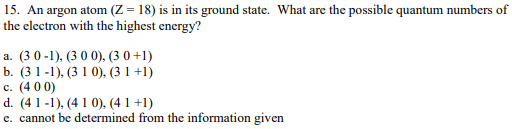 15. An argon atom (Z = 18) is in its ground state. What are the possible quantum numbers of
the electron with the highest energy?
a. (3 0 -1), (3 0 0), (3 0 +1)
b. (3 1 -1), (3 1 0), (3 1 +1)
c. (4 0 0)
d. (4 1 -1), (4 1 0), (4 1 +1)
e. cannot be determined from the information given